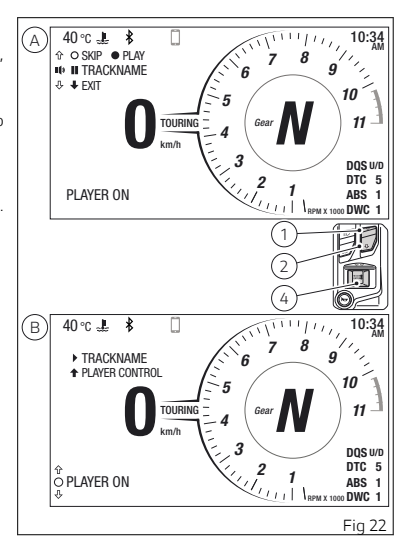 A
40 °C
10:34
AM
SKIP PLAY
TRACKNAME
EXIT
0
TOURING
km/h
Gear
N
1
2
3
4
5
6
7
8
9
10
11
RPM X 1000
DQS U/D
DTC 5
ABS 1
DWC 1
PLAYER ON
1
2
4
B
40 °C
10:34
AM
TRACKNAME
PLAYER CONTROL
0
TOURING
km/h
Gear
N
1
2
3
4
5
6
7
8
9
10
11
RPM X 1000
DQS U/D
DTC 5
ABS 1
DWC 1
PLAYER ON
Fig 22